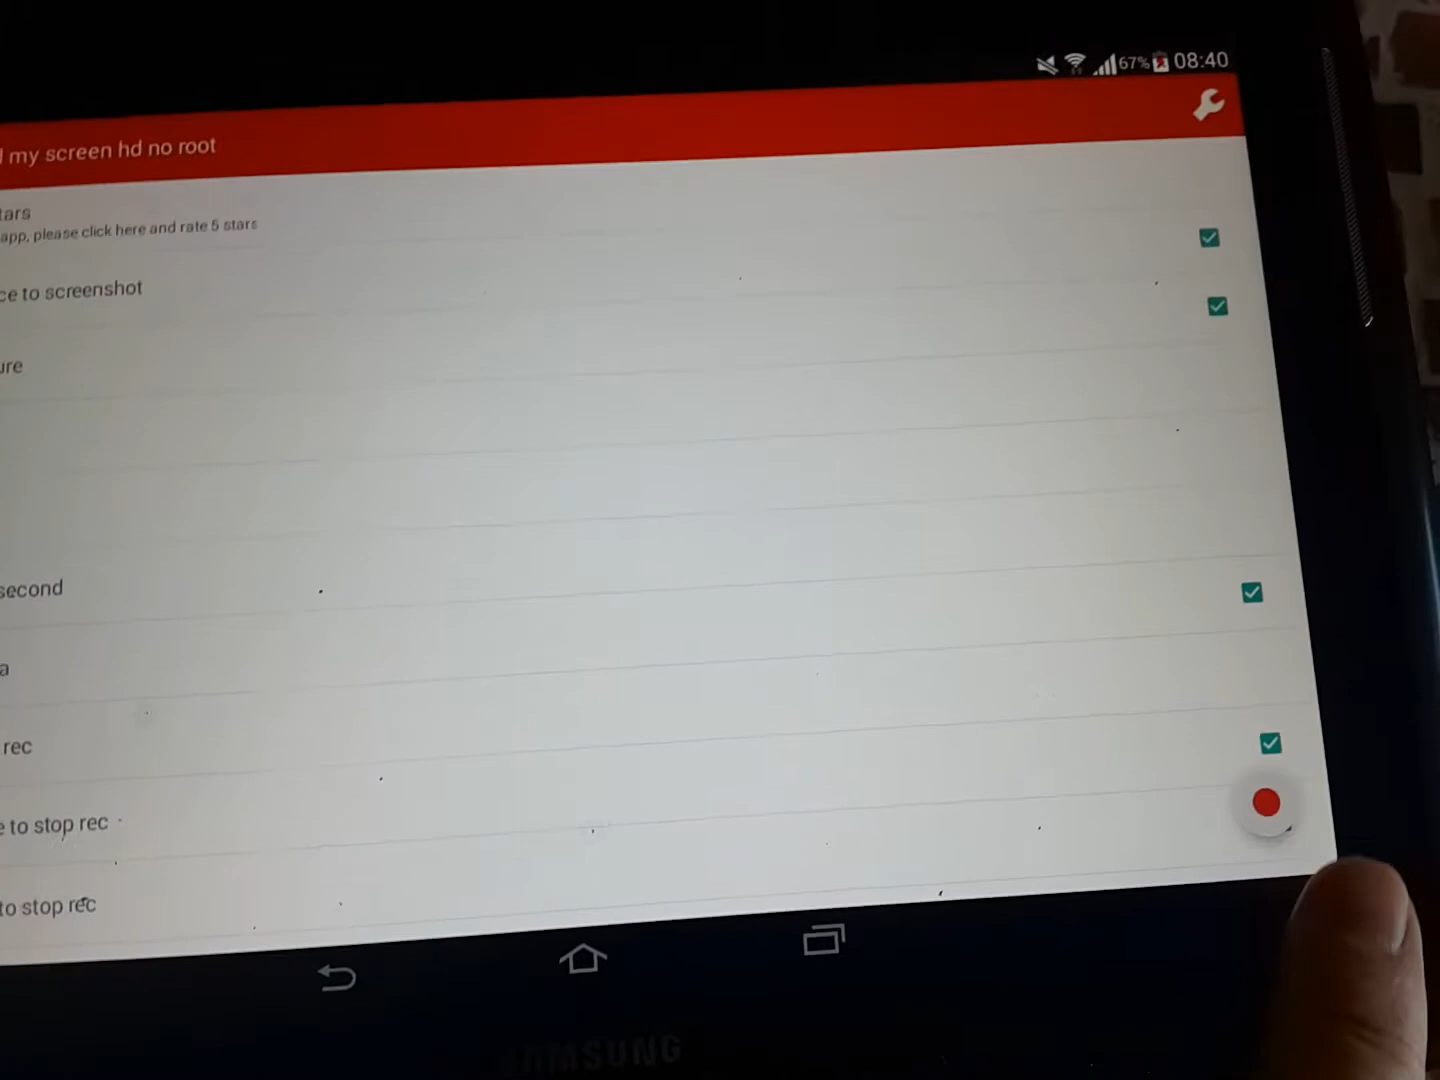 67% 08:40
my screen hd no root
tars
app, please click here and rate 5 stars
ce to screenshot
ure
second
a
rec
e to stop rec
to stop rec
SAMSUNG